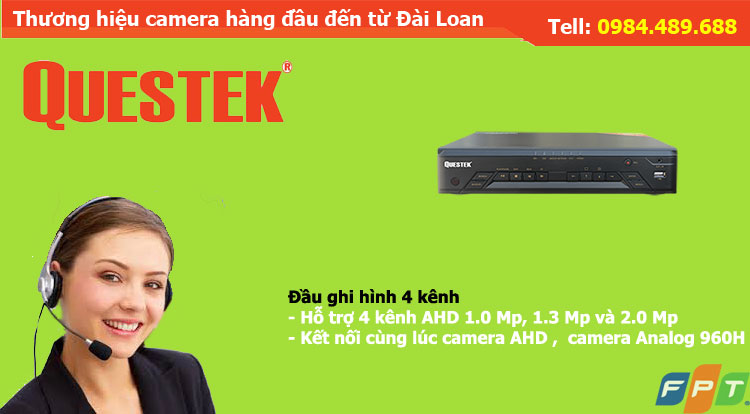 Thương hiệu camera hàng đầu đến từ Đài Loan
Tell: 0984.489.688
QUESTEK®
QUESTEK
Đầu ghi hình 4 kênh
- Hỗ trợ 4 kênh AHD 1.0 Mp, 1.3 Mp và 2.0 Mp
- Kết nối cùng lúc camera AHD , camera Analog 960H
FPT®